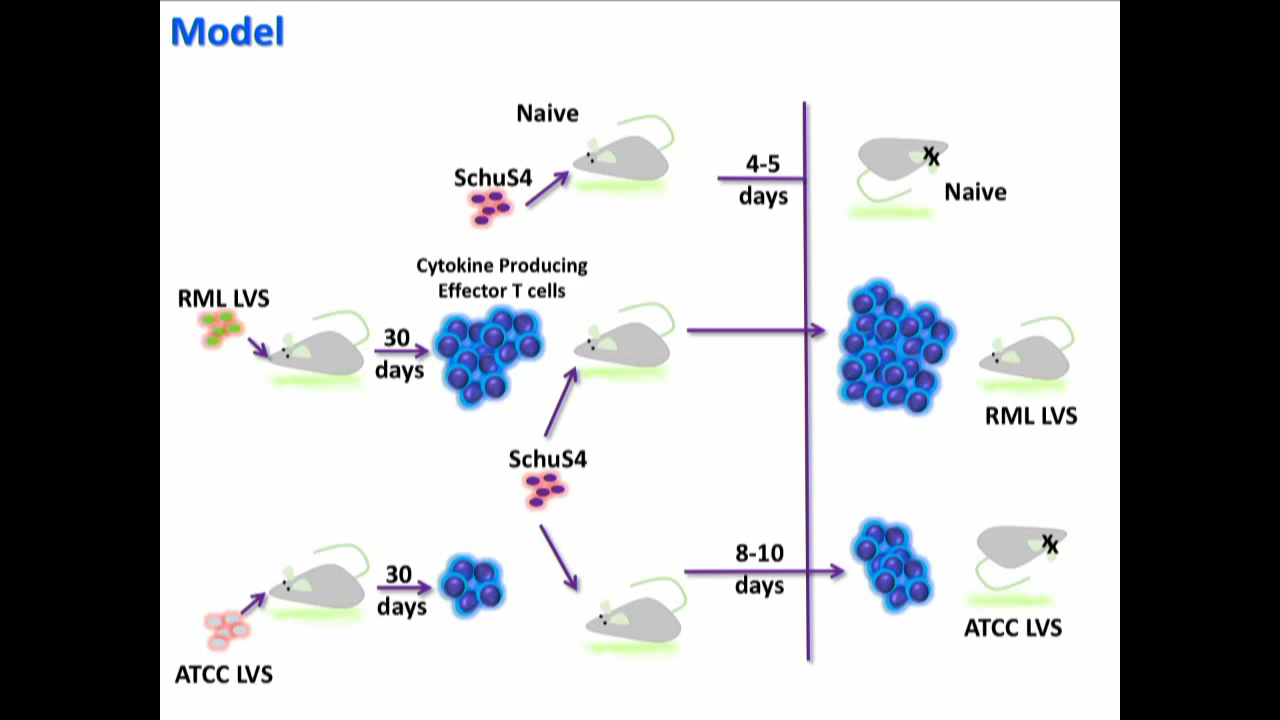 Model
Naive
SchuS4
4-5
days
x
x
Naive
Cytokine Producing
Effector T cells
RML LVS
30
days
RML LVS
SchuS4
8-10
days
x
x
30
days
ATCC LVS
ATCC LVS